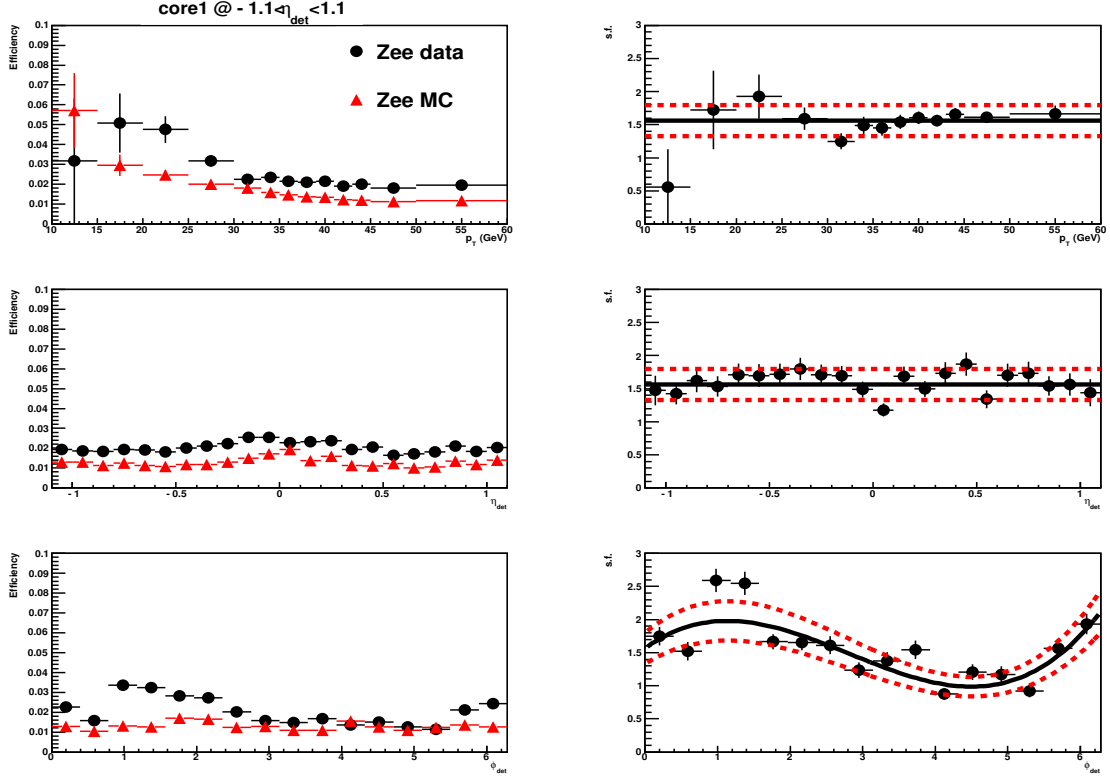 core1 @ - 1.1<η_det <1.1
Efficiency
0.1
0.09
0.08
0.07
0.06
0.05
0.04
0.03
0.02
0.01
0
Zee data
Zee MC
10 15 20 25 30 35 40 45 50 55 60
p_T (GeV)
s.f.
3
2.5
2
1.5
1
0.5
0
10 15 20 25 30 35 40 45 50 55 60
p_T (GeV)
Efficiency
0.1
0.09
0.08
0.07
0.06
0.05
0.04
0.03
0.02
0.01
0
- 1 - 0.5 0 0.5 1
η_det
s.f.
3
2.5
2
1.5
1
0.5
0
- 1 - 0.5 0 0.5 1
η_det
Efficiency
0.1
0.09
0.08
0.07
0.06
0.05
0.04
0.03
0.02
0.01
0
0 1 2 3 4 5 6
ϕ_det
s.f.
3
2.5
2
1.5
1
0.5
0
0 1 2 3 4 5 6
ϕ_det